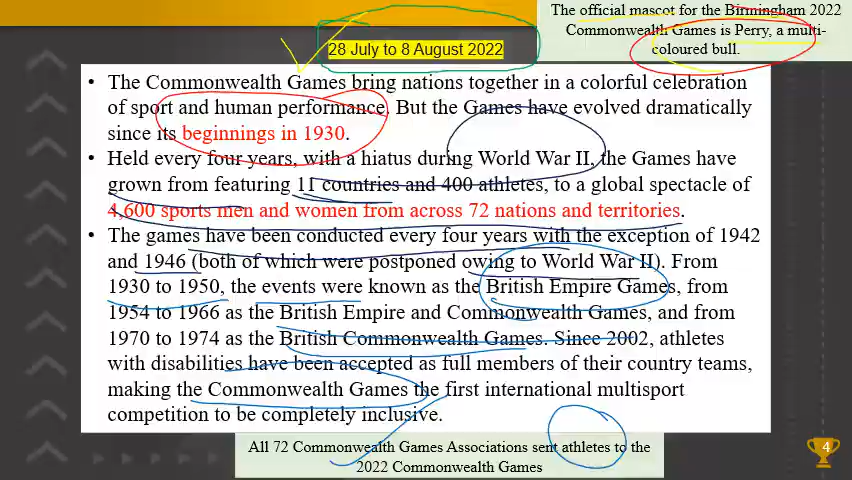 The official mascot for the Birmingham 2022
Commonwealth Games is Perry, a multi-
coloured bull.
28 July to 8 August 2022
• The Commonwealth Games bring nations together in a colorful celebration
of sport and human performance. But the Games have evolved dramatically
since its beginnings in 1930.
• Held every four years, with a hiatus during World War II, the Games have
grown from featuring 11 countries and 400 athletes, to a global spectacle of
4,600 sports men and women from across 72 nations and territories.
• The games have been conducted every four years with the exception of 1942
and 1946 (both of which were postponed owing to World War II). From
1930 to 1950, the events were known as the British Empire Games, from
1954 to 1966 as the British Empire and Commonwealth Games, and from
1970 to 1974 as the British Commonwealth Games. Since 2002, athletes
with disabilities have been accepted as full members of their country teams,
making the Commonwealth Games the first international multisport
competition to be completely inclusive.
All 72 Commonwealth Games Associations sent athletes to the
2022 Commonwealth Games
4